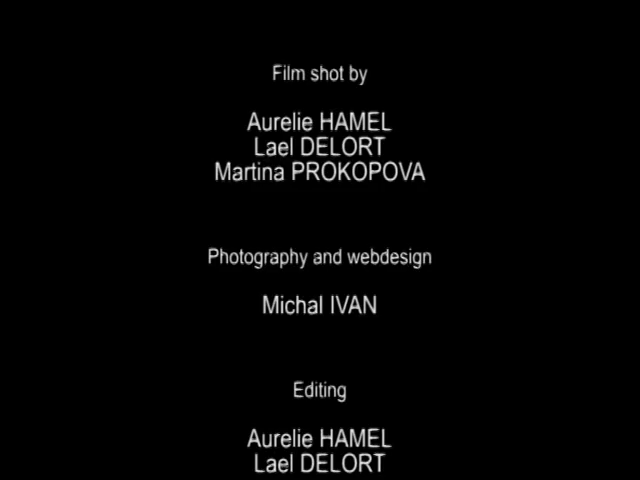 Film shot by
Aurelie HAMEL
Lael DELORT
Martina PROKOPOVA
Photography and webdesign
Michal IVAN
Editing
Aurelie HAMEL
Lael DELORT